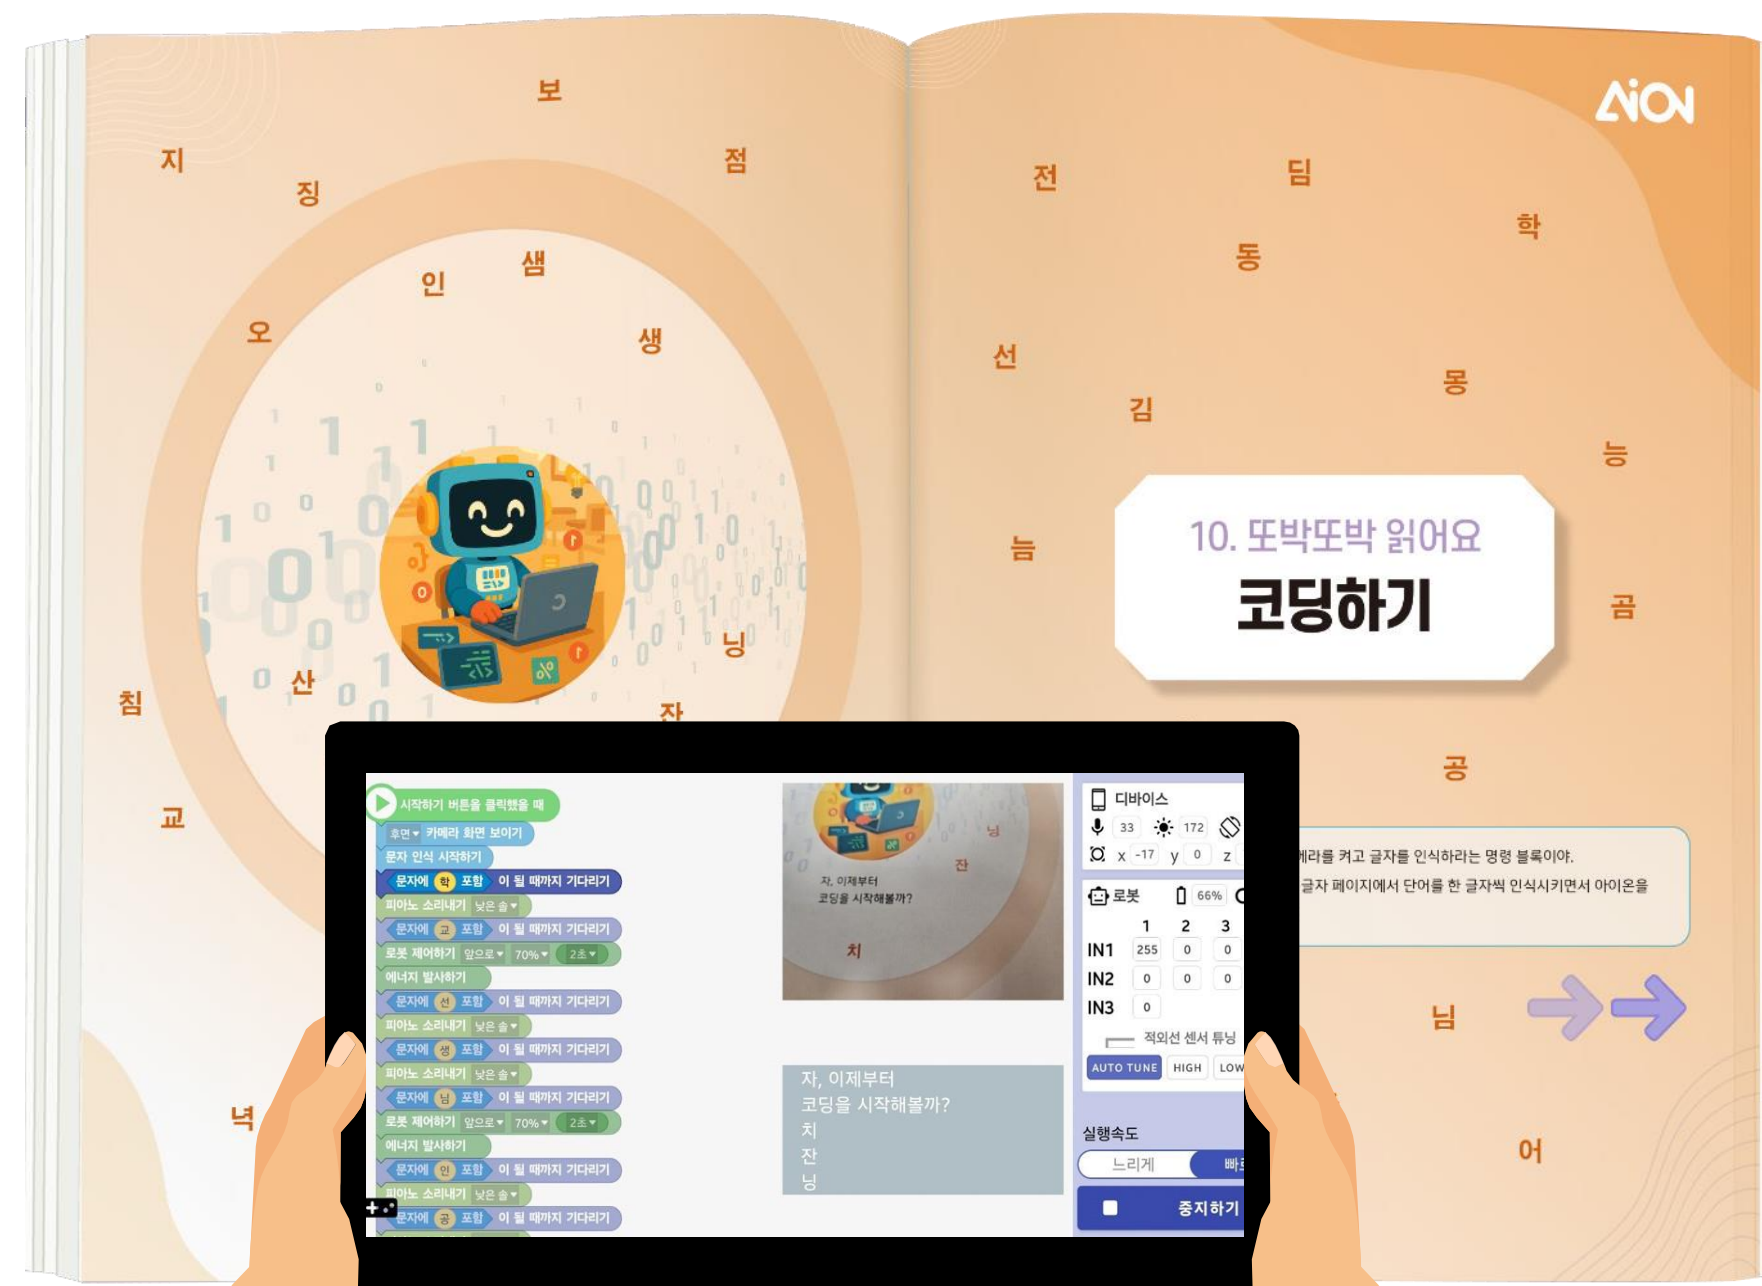 보
지
징
점
인
샘
오
생
닝
산
침
잔
교
녁
AiON
전
딤
학
동
선
몽
김
능
늠
10. 또박또박 읽어요
코딩하기
곰
공
글자를 인식하라는 명령 블록이야.
글자 페이지에서 단어를 한 글자씩 인식시키면서 아이온을
님
어
시작하기 버튼을 클릭했을 때
후면 카메라 화면 보이기
문자 인식 시작하기
문자에 학 포함 이 될 때까지 기다리기
피아노 소리내기 낮은 솔
문자에 교 포함 이 될 때까지 기다리기
로봇 제어하기 앞으로 70% 2초
에너지 발사하기
문자에 선 포함 이 될 때까지 기다리기
피아노 소리내기 낮은 솔
문자에 생 포함 이 될 때까지 기다리기
피아노 소리내기 낮은 솔
문자에 님 포함 이 될 때까지 기다리기
로봇 제어하기 앞으로 70% 2초
에너지 발사하기
문자에 인 포함 이 될 때까지 기다리기
피아노 소리내기 낮은 솔
문자에 공 포함 이 될 때까지 기다리기
닝
잔
자, 이제부터
코딩을 시작해볼까?
치
자, 이제부터
코딩을 시작해볼까?
치
잔
닝
디바이스
33 172
x -17 y 0 z
로봇 66%
1 2 3
IN1 255 0 0
IN2 0 0 0
IN3 0
적외선 센서 튜닝
AUTO TUNE HIGH LOW
실행속도
느리게
중지하기